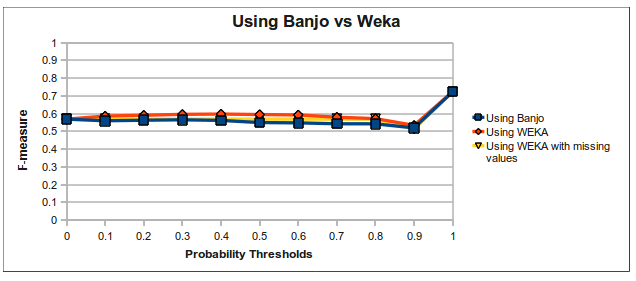 Using Banjo vs Weka
1
0.9
0.8
0.7
0.6
0.5
0.4
0.3
0.2
0.1
0
F-measure
0 0.1 0.2 0.3 0.4 0.5 0.6 0.7 0.8 0.9 1
Probability Thresholds
Using Banjo
Using WEKA
Using WEKA with missing
values